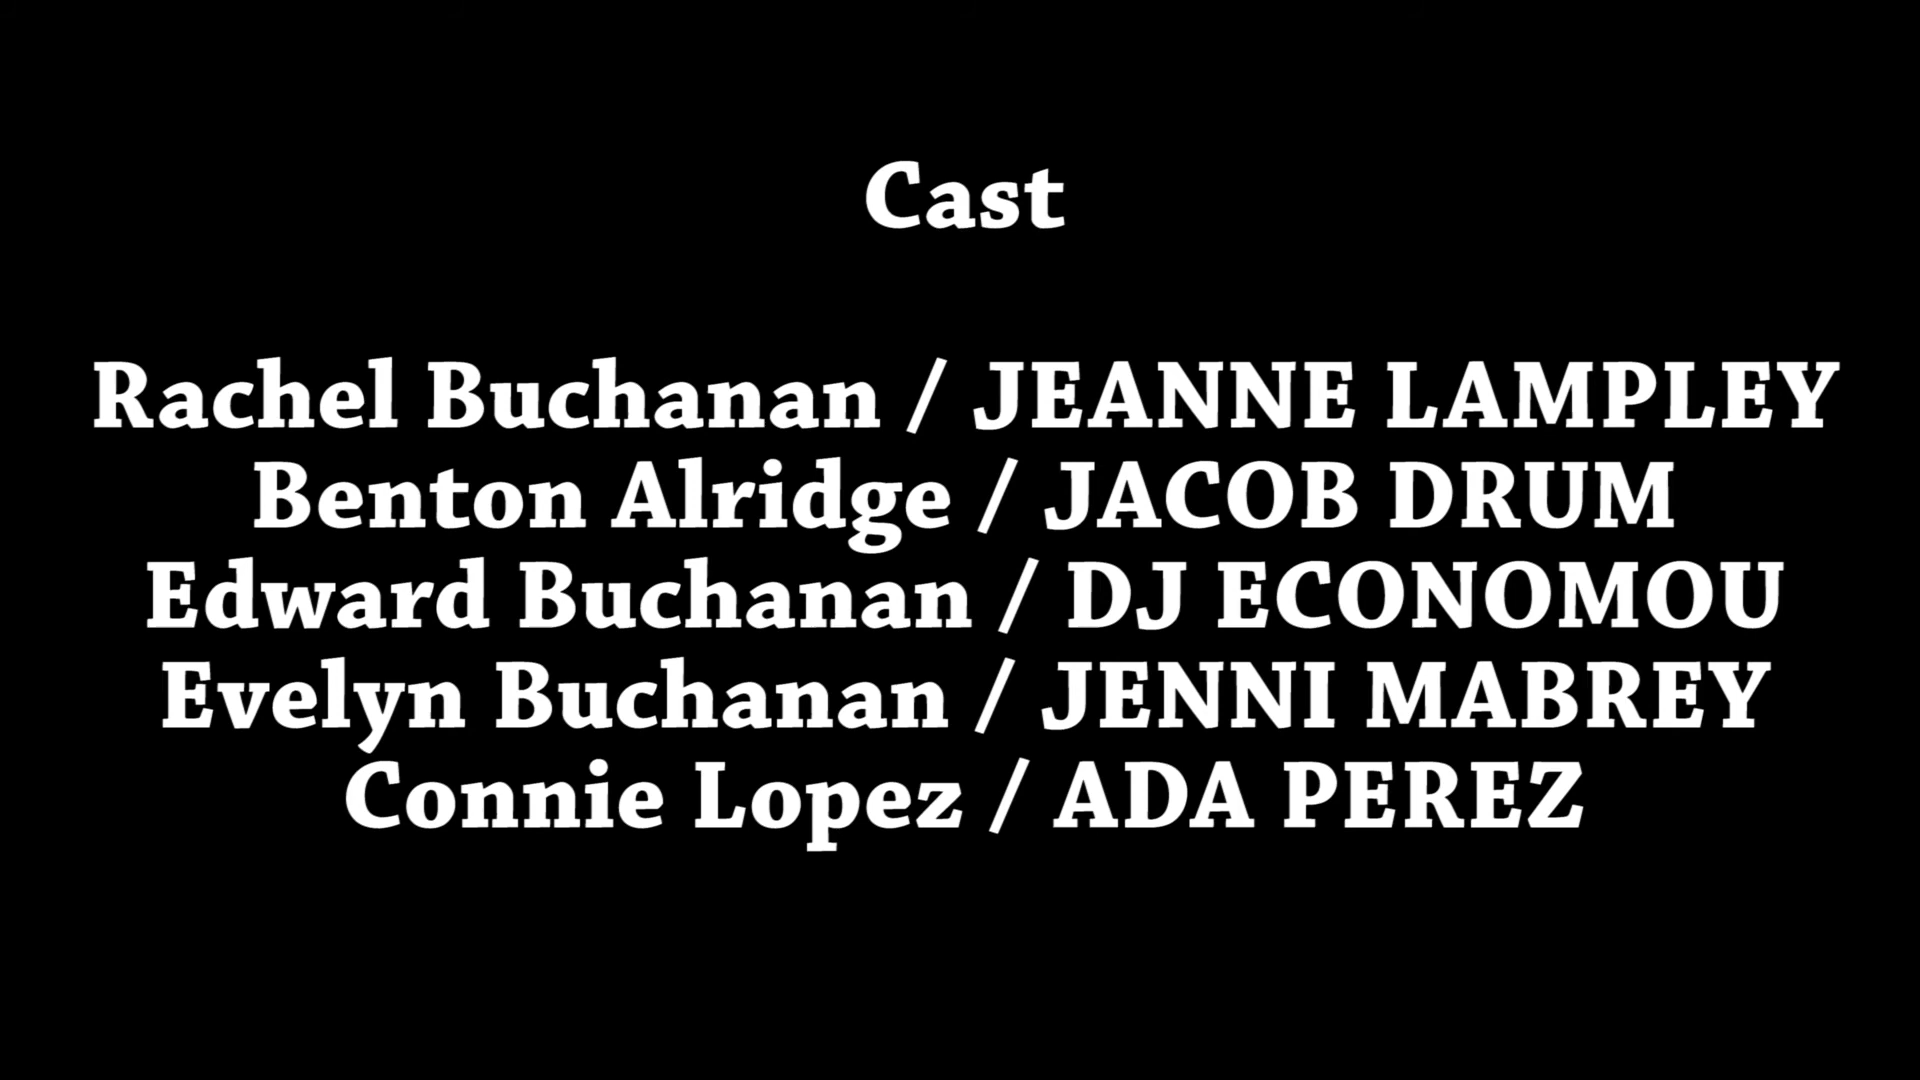 Cast
Rachel Buchanan / JEANNE LAMPLEY
Benton Alridge / JACOB DRUM
Edward Buchanan / DJ ECONOMOU
Evelyn Buchanan / JENNI MABREY
Connie Lopez / ADA PEREZ